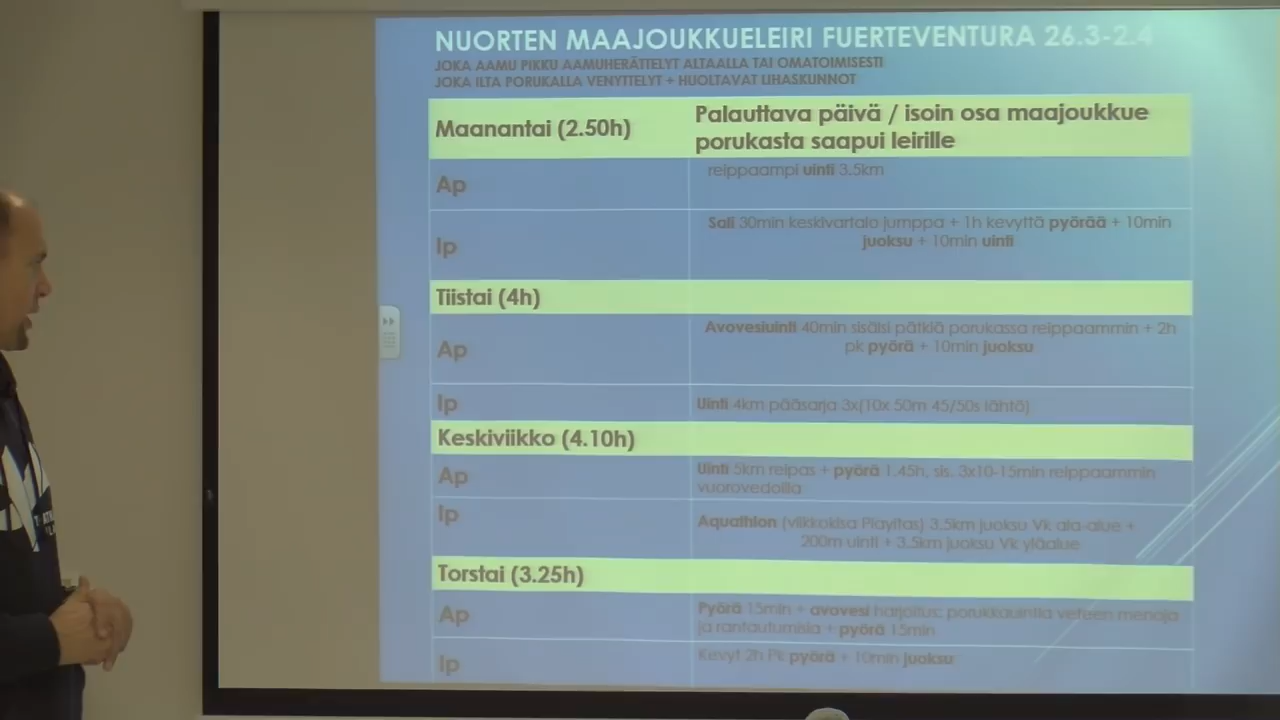 NUORTEN MAAJOUKKUELEIRI FUERTEVENTURA 26.3-2.4
JOKA AAMU PIKKU AAMUHERÄTTELYT ALTAALLA TAI OMATOIMISESTI
JOKA ILTA PORUKALLA VENYTTELYT + HUOLTAVAT LIHASKUNNOT
Maanantai (2.50h)
Palauttava päivä / isoin osa maajoukkue
porukasta saapui leirille
Ap
reippaampi uinti 3.5km
Ip
Sali 30min keskivartalo jumppa + 1h kevyttä pyörää + 10min
juoksu + 10min uinti
Tiistai (4h)
Ap
Avovesiuinti 40min sisälsi pätkiä porukassa reippaammin + 2h
pk pyörä + 10min juoksu
Ip
Uinti 4km pääsarja 3x(10x 50m 45/50s lähtö)
Keskiviikko (4.10h)
Ap
Uinti 5km reipas + pyörä 1.45h, sis. 3x10-15min reippaammin
vuorovedoilla
Ip
Aquathlon (viikkokisa Playitas) 3.5km juoksu Vk ala-alue +
200m uinti + 3.5km juoksu Vk yläalue
Torstai (3.25h)
Ap
Pyörä 15min + avovesi harjoitus: porukkauintia veteen menoja
ja rantautumisia + pyörä 15min
Ip
Kevyt 2h Pk pyörä + 10min juoksu